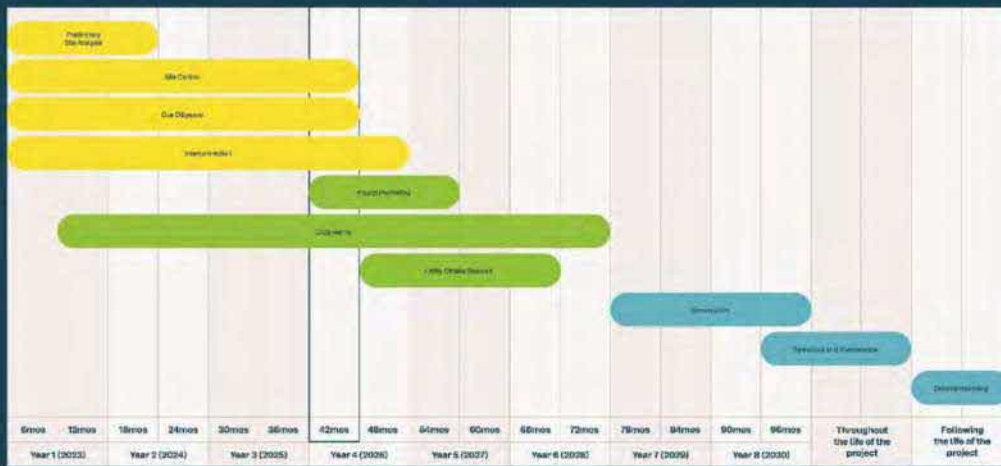 Preliminary
Site Analysis
Site Control
Due Diligence
Interconnection
Project Permitting
Engineering
Construction
Operations and Maintenance
Decommissioning
6mos 12mos 18mos 24mos 30mos 36mos 42mos 48mos 54mos 60mos 66mos 72mos 78mos 84mos 90mos 96mos
Throughout
the life of the
project
Following
the life of the
project
Year 1 (2023) Year 2 (2024) Year 3 (2025) Year 4 (2026) Year 5 (2027) Year 6 (2028) Year 7 (2029) Year 8 (2030)